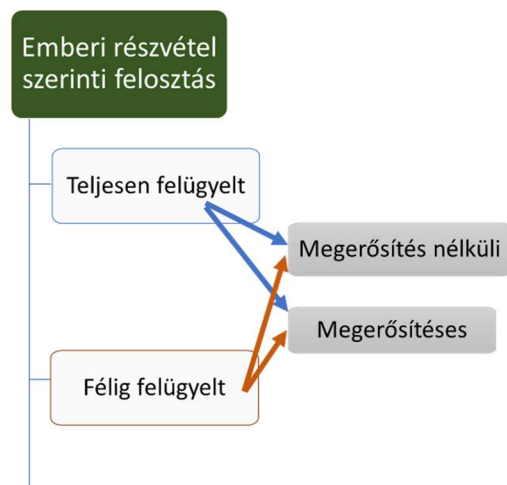 Emberi részvétel
szerinti felosztás
Teljesen felügyelt
Megerősítés nélküli
Megerősítéses
Félig felügyelt